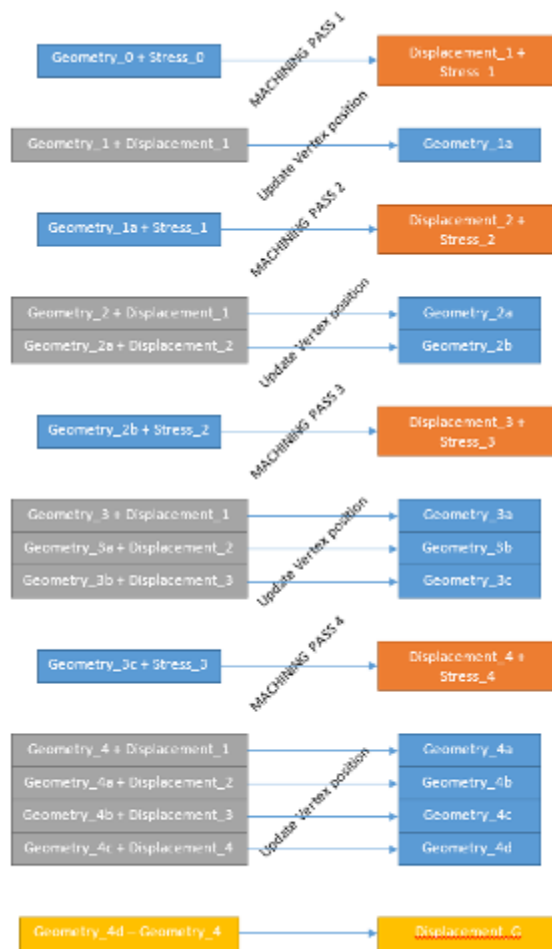 Geometry_0 + Stress_0
MACHINING PASS 1
Displacement_1 +
Stress_1
Geometry_1 + Displacement_1
Update Vertex position
Geometry_1a
Geometry_1a + Stress_1
MACHINING PASS 2
Displacement_2 +
Stress_2
Geometry_2 + Displacement_1
Geometry_2a
Update Vertex position
Geometry_2a + Displacement_2
Geometry_2b
Geometry_2b + Stress_2
MACHINING PASS 3
Displacement_3 +
Stress_3
Geometry_3 + Displacement_1
Geometry_3a
Geometry_3a + Displacement_2
Update Vertex position
Geometry_3b
Geometry_3b + Displacement_3
Geometry_3c
Geometry_3c + Stress_3
MACHINING PASS 4
Displacement_4 +
Stress_4
Geometry_4 + Displacement_1
Geometry_4a
Geometry_4a + Displacement_2
Geometry_4b
Update Vertex position
Geometry_4b + Displacement_3
Geometry_4c
Geometry_4c + Displacement_4
Geometry_4d
Geometry_4d – Geometry_4
Displacement_G